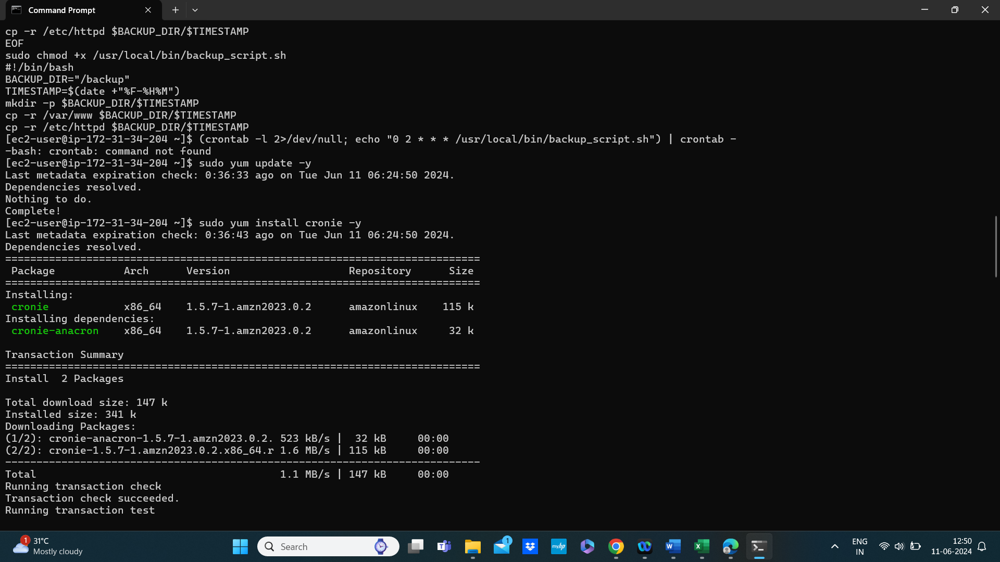 Command Prompt
cp -r /etc/httpd $BACKUP_DIR/$TIMESTAMP
EOF
sudo chmod +x /usr/local/bin/backup_script.sh
#!/bin/bash
BACKUP_DIR="/backup"
TIMESTAMP=$(date +"%F-%H%M")
mkdir -p $BACKUP_DIR/$TIMESTAMP
cp -r /var/www $BACKUP_DIR/$TIMESTAMP
cp -r /etc/httpd $BACKUP_DIR/$TIMESTAMP
[ec2-user@ip-172-31-34-204 ~]$ (crontab -l 2>/dev/null; echo "0 2 * * * /usr/local/bin/backup_script.sh") | crontab -
-bash: crontab: command not found
[ec2-user@ip-172-31-34-204 ~]$ sudo yum update -y
Last metadata expiration check: 0:36:33 ago on Tue Jun 11 06:24:50 2024.
Dependencies resolved.
Nothing to do.
Complete!
[ec2-user@ip-172-31-34-204 ~]$ sudo yum install cronie -y
Last metadata expiration check: 0:36:43 ago on Tue Jun 11 06:24:50 2024.
Dependencies resolved.
============================================================================
Package Arch Version Repository Size
============================================================================
Installing:
cronie x86_64 1.5.7-1.amzn2023.0.2 amazonlinux 115 k
Installing dependencies:
cronie-anacron x86_64 1.5.7-1.amzn2023.0.2 amazonlinux 32 k
Transaction Summary
============================================================================
Install 2 Packages
Total download size: 147 k
Installed size: 341 k
Downloading Packages:
(1/2): cronie-anacron-1.5.7-1.amzn2023.0.2. 523 kB/s | 32 kB 00:00
(2/2): cronie-1.5.7-1.amzn2023.0.2.x86_64.r 1.6 MB/s | 115 kB 00:00
----------------------------------------------------------------------------
Total 1.1 MB/s | 147 kB 00:00
Running transaction check
Transaction check succeeded.
Running transaction test
1
31°C
Mostly cloudy
Search
T
1
myhp
W
X
ENG
IN
12:50
11-06-2024